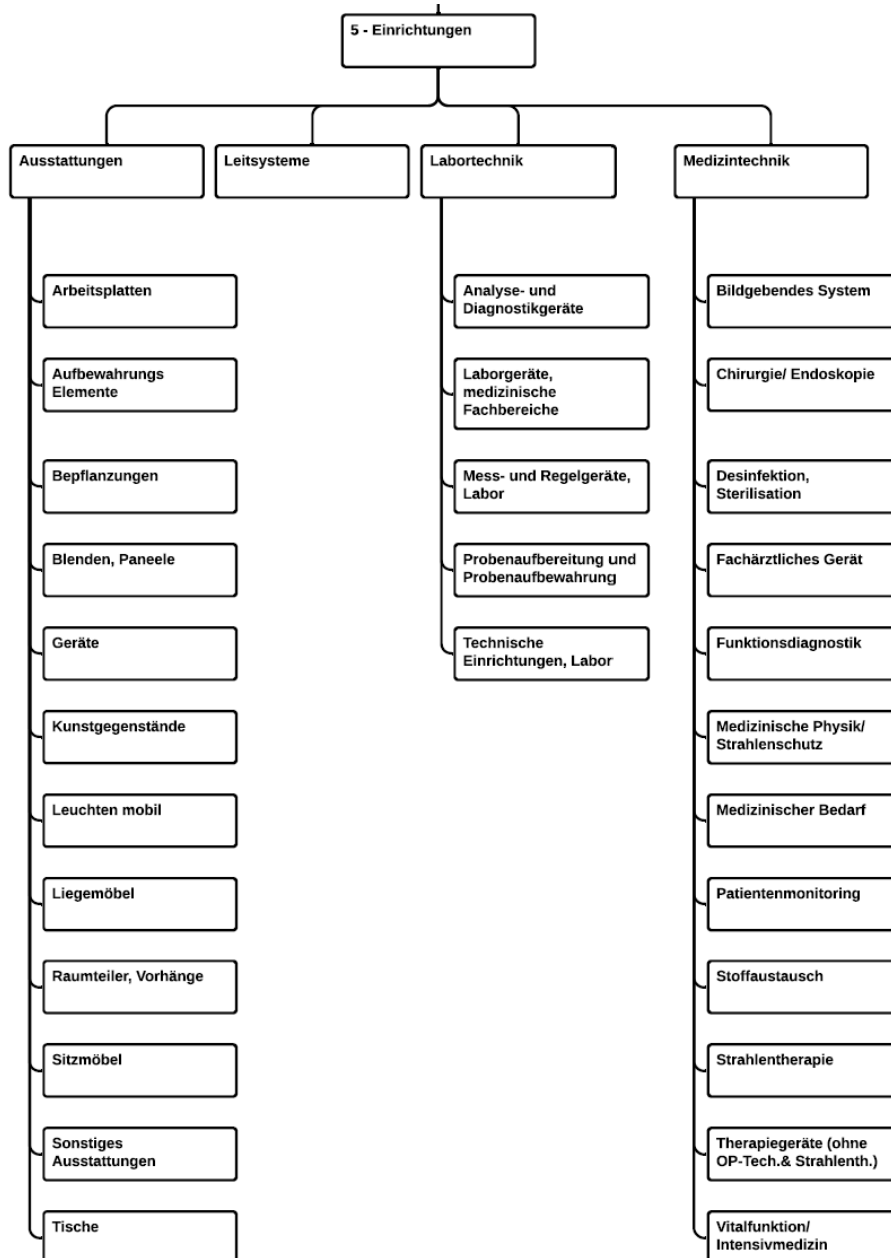 5 - Einrichtungen
Ausstattungen
Leitsysteme
Labortechnik
Medizintechnik
Arbeitsplatten
Aufbewahrungs
Elemente
Bepflanzungen
Blenden, Paneele
Geräte
Kunstgegenstände
Leuchten mobil
Liegemöbel
Raumteiler, Vorhänge
Sitzmöbel
Sonstiges
Ausstattungen
Tische
Analyse- und
Diagnostikgeräte
Laborgeräte,
medizinische
Fachbereiche
Mess- und Regelgeräte,
Labor
Probenaufbereitung und
Probenaufbewahrung
Technische
Einrichtungen, Labor
Bildgebendes System
Chirurgie/ Endoskopie
Desinfektion,
Sterilisation
Fachärztliches Gerät
Funktionsdiagnostik
Medizinische Physik/
Strahlenschutz
Medizinischer Bedarf
Patientenmonitoring
Stoffaustausch
Strahlentherapie
Therapiegeräte (ohne
OP-Tech.& Strahlenth.)
Vitalfunktion/
Intensivmedizin